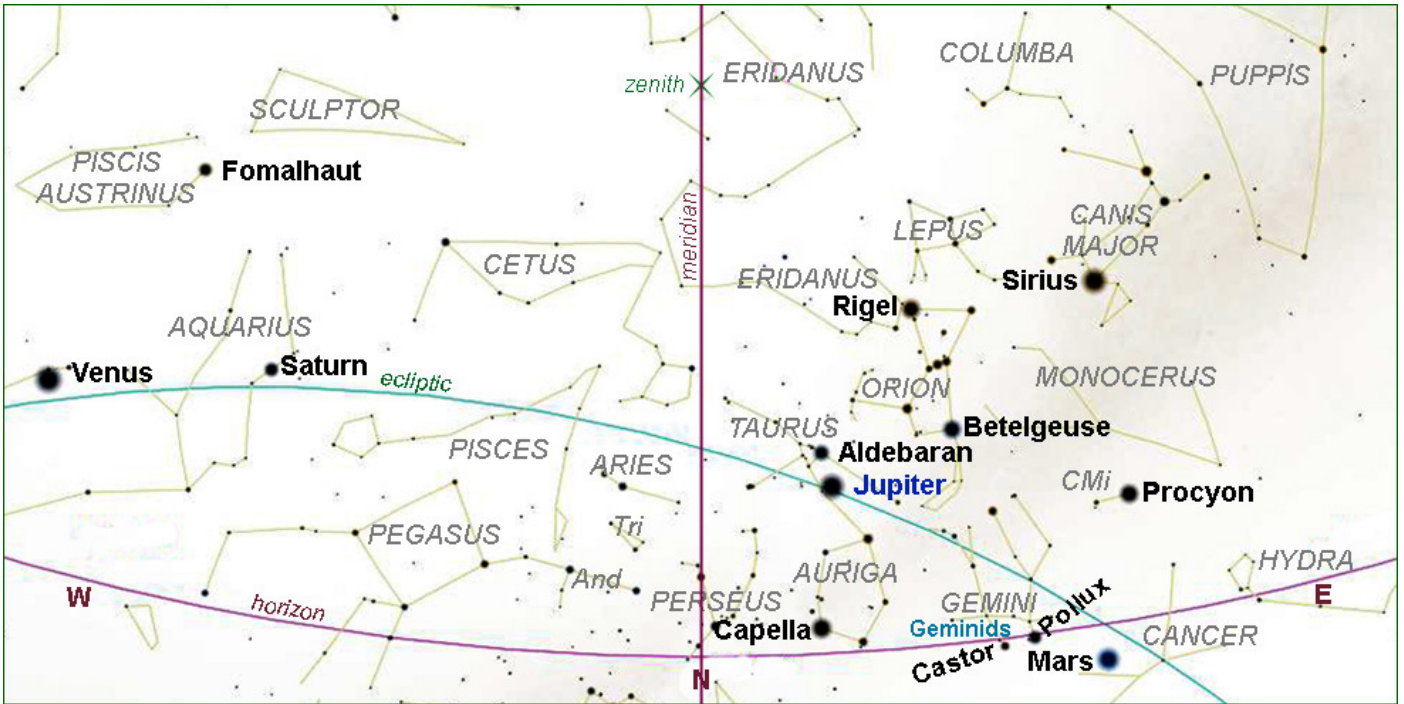 COLUMBA
ERIDANUS
PUPPIS
zenith
SCULPTOR
PISCIS
AUSTRINUS
Fomalhaut
CANIS
MAJOR
LEPUS
meridian
CETUS
ERIDANUS
Sirius
Rigel
AQUARIUS
Venus
Saturn
ecliptic
ORION
MONOCERUS
TAURUS
Betelgeuse
PISCES
Aldebaran
ARIES
Jupiter
CMi
Procyon
Tri
PEGASUS
HYDRA
And
AURIGA
W
horizon
PERSEUS
GEMINI
Pollux
E
Capella
Geminids
CANCER
Castor
Mars
N